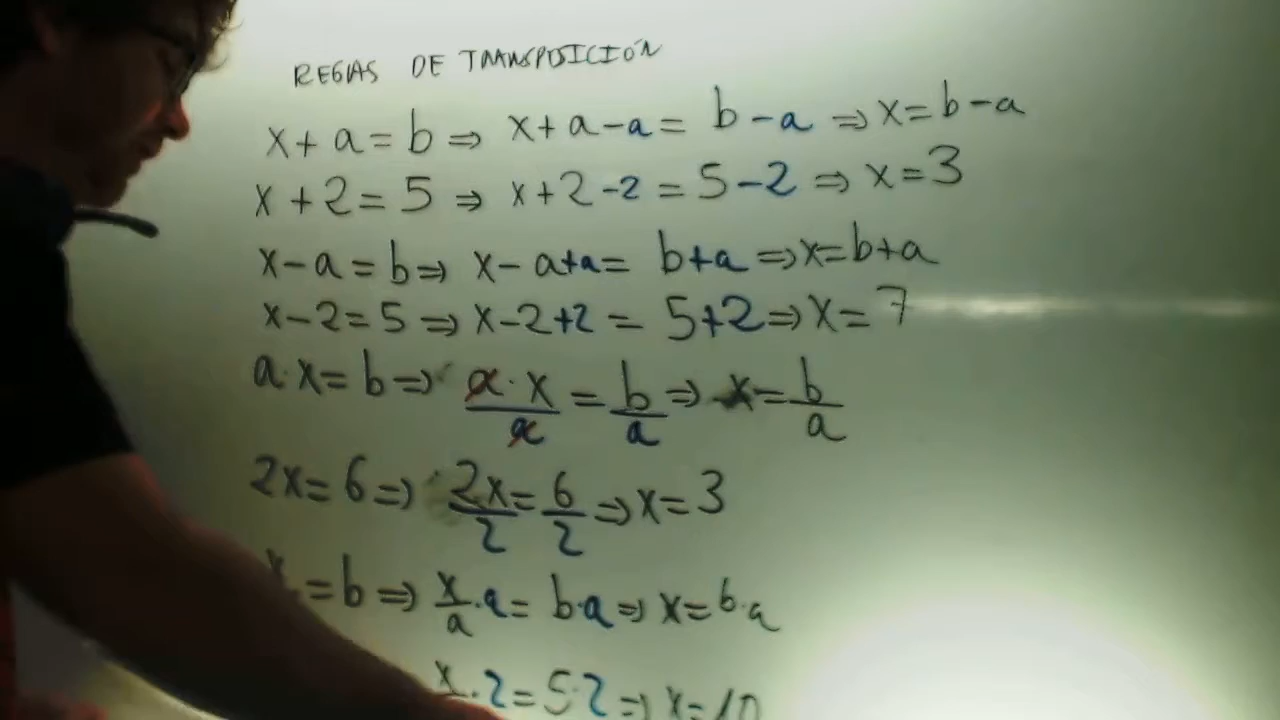 REGLAS DE TRANSPOSICIÓN
x + a = b ⇒ x + a - a = b - a ⇒ x = b - a
x + 2 = 5 ⇒ x + 2 - 2 = 5 - 2 ⇒ x = 3
x - a = b ⇒ x - a + a = b + a ⇒ x = b + a
x - 2 = 5 ⇒ x - 2 + 2 = 5 + 2 ⇒ x = 7
a · x = b ⇒ a · x / a = b / a ⇒ x = b / a
2x = 6 ⇒ 2x / 2 = 6 / 2 ⇒ x = 3
= b ⇒ x / a · a = b · a ⇒ x = b · a
x · 2 = 5 · 2 ⇒ x = 10